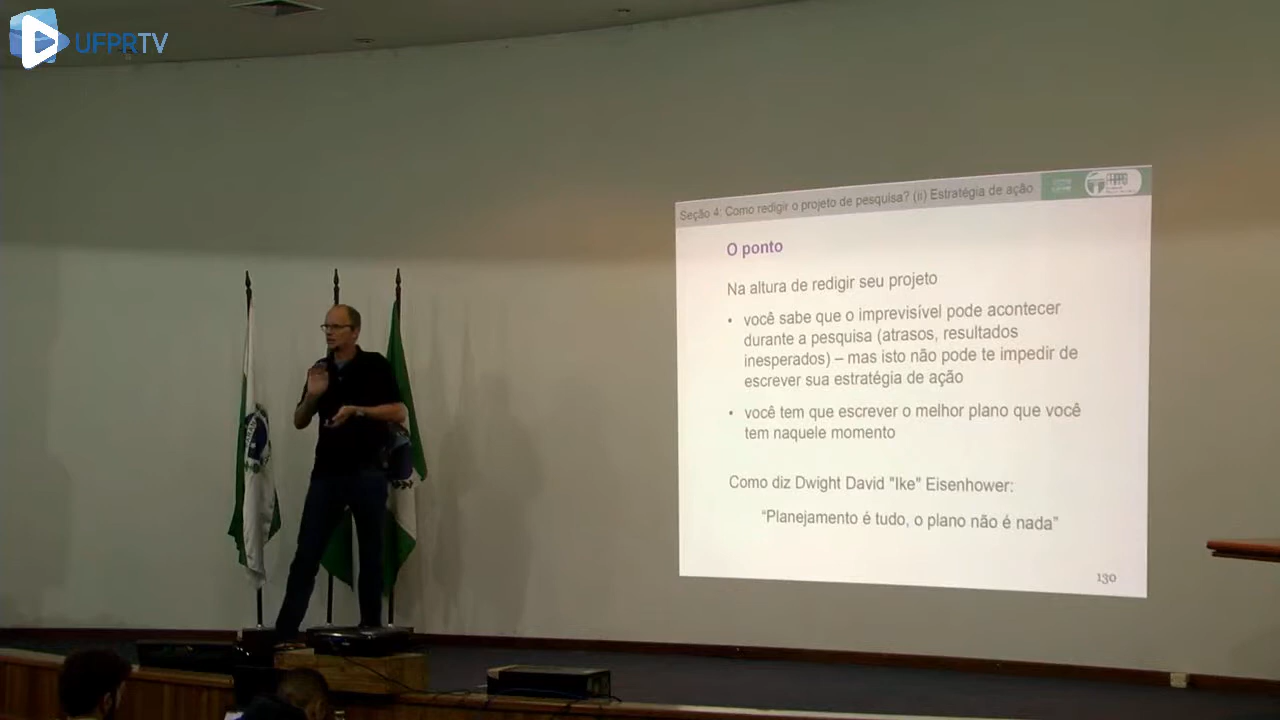 UFPRTV
Seção 4: Como redigir o projeto de pesquisa? (ii) Estratégia de ação
O ponto
Na altura de redigir seu projeto
• você sabe que o imprevisível pode acontecer
durante a pesquisa (atrasos, resultados
inesperados) – mas isto não pode te impedir de
escrever sua estratégia de ação
• você tem que escrever o melhor plano que você
tem naquele momento
Como diz Dwight David "Ike" Eisenhower:
“Planejamento é tudo, o plano não é nada”
130